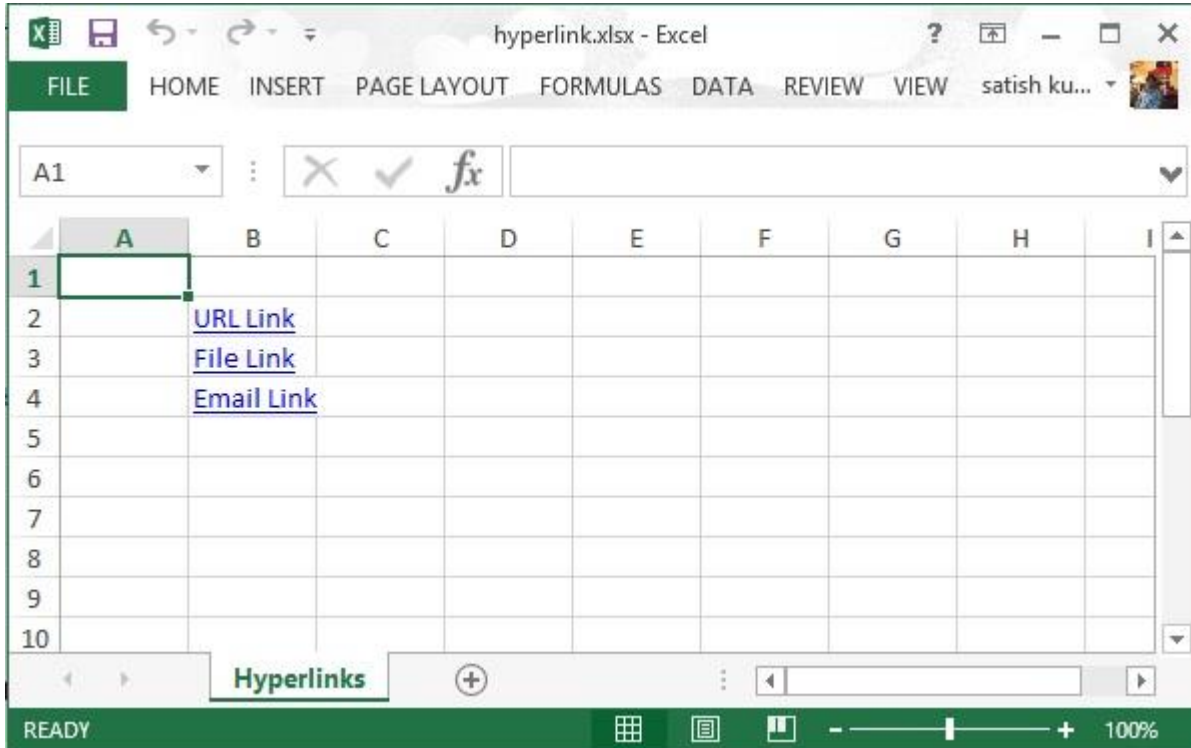 hyperlink.xlsx - Excel ?
FILE HOME INSERT PAGE LAYOUT FORMULAS DATA REVIEW VIEW satish ku...
A1 fx
A B C D E F G H I
1
2 URL Link
3 File Link
4 Email Link
5
6
7
8
9
10
Hyperlinks
READY 100%